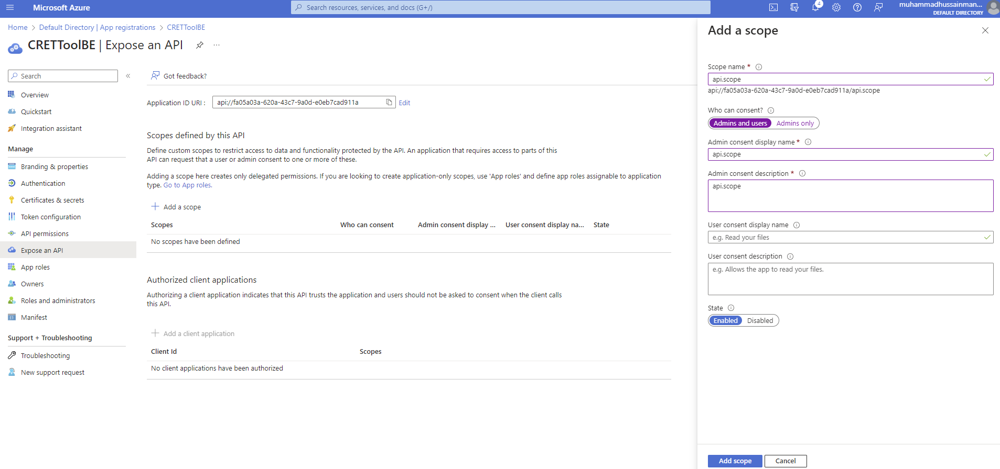 Microsoft Azure
Search resources, services, and docs (G+/)
4
muhammadhussainman...
DEFAULT DIRECTORY
Home > Default Directory | App registrations > CRETToolBE
CRETToolBE | Expose an API
...
Search
«
Overview
Quickstart
Integration assistant
Manage
Branding & properties
Authentication
Certificates & secrets
Token configuration
API permissions
Expose an API
App roles
Owners
Roles and administrators
Manifest
Support + Troubleshooting
Troubleshooting
New support request
Got feedback?
Application ID URI :
api://fa05a03a-620a-43c7-9a0d-e0eb7cad911a
Edit
Scopes defined by this API
Define custom scopes to restrict access to data and functionality protected by the API. An application that requires access to parts of this
API can request that a user or admin consent to one or more of these.
Adding a scope here creates only delegated permissions. If you are looking to create application-only scopes, use 'App roles' and define app roles assignable to application
type. Go to App roles.
Add a scope
Scopes Who can consent Admin consent display ... User consent display na... State
No scopes have been defined
Authorized client applications
Authorizing a client application indicates that this API trusts the application and users should not be asked to consent when the client calls
this API.
Add a client application
Client Id Scopes
No client applications have been authorized
Add a scope
Scope name *
api.scope
api://fa05a03a-620a-43c7-9a0d-e0eb7cad911a/api.scope
Who can consent?
Admins and users Admins only
Admin consent display name *
api.scope
Admin consent description *
api.scope
User consent display name
e.g. Read your files
User consent description
e.g. Allows the app to read your files.
State
Enabled Disabled
Add scope Cancel